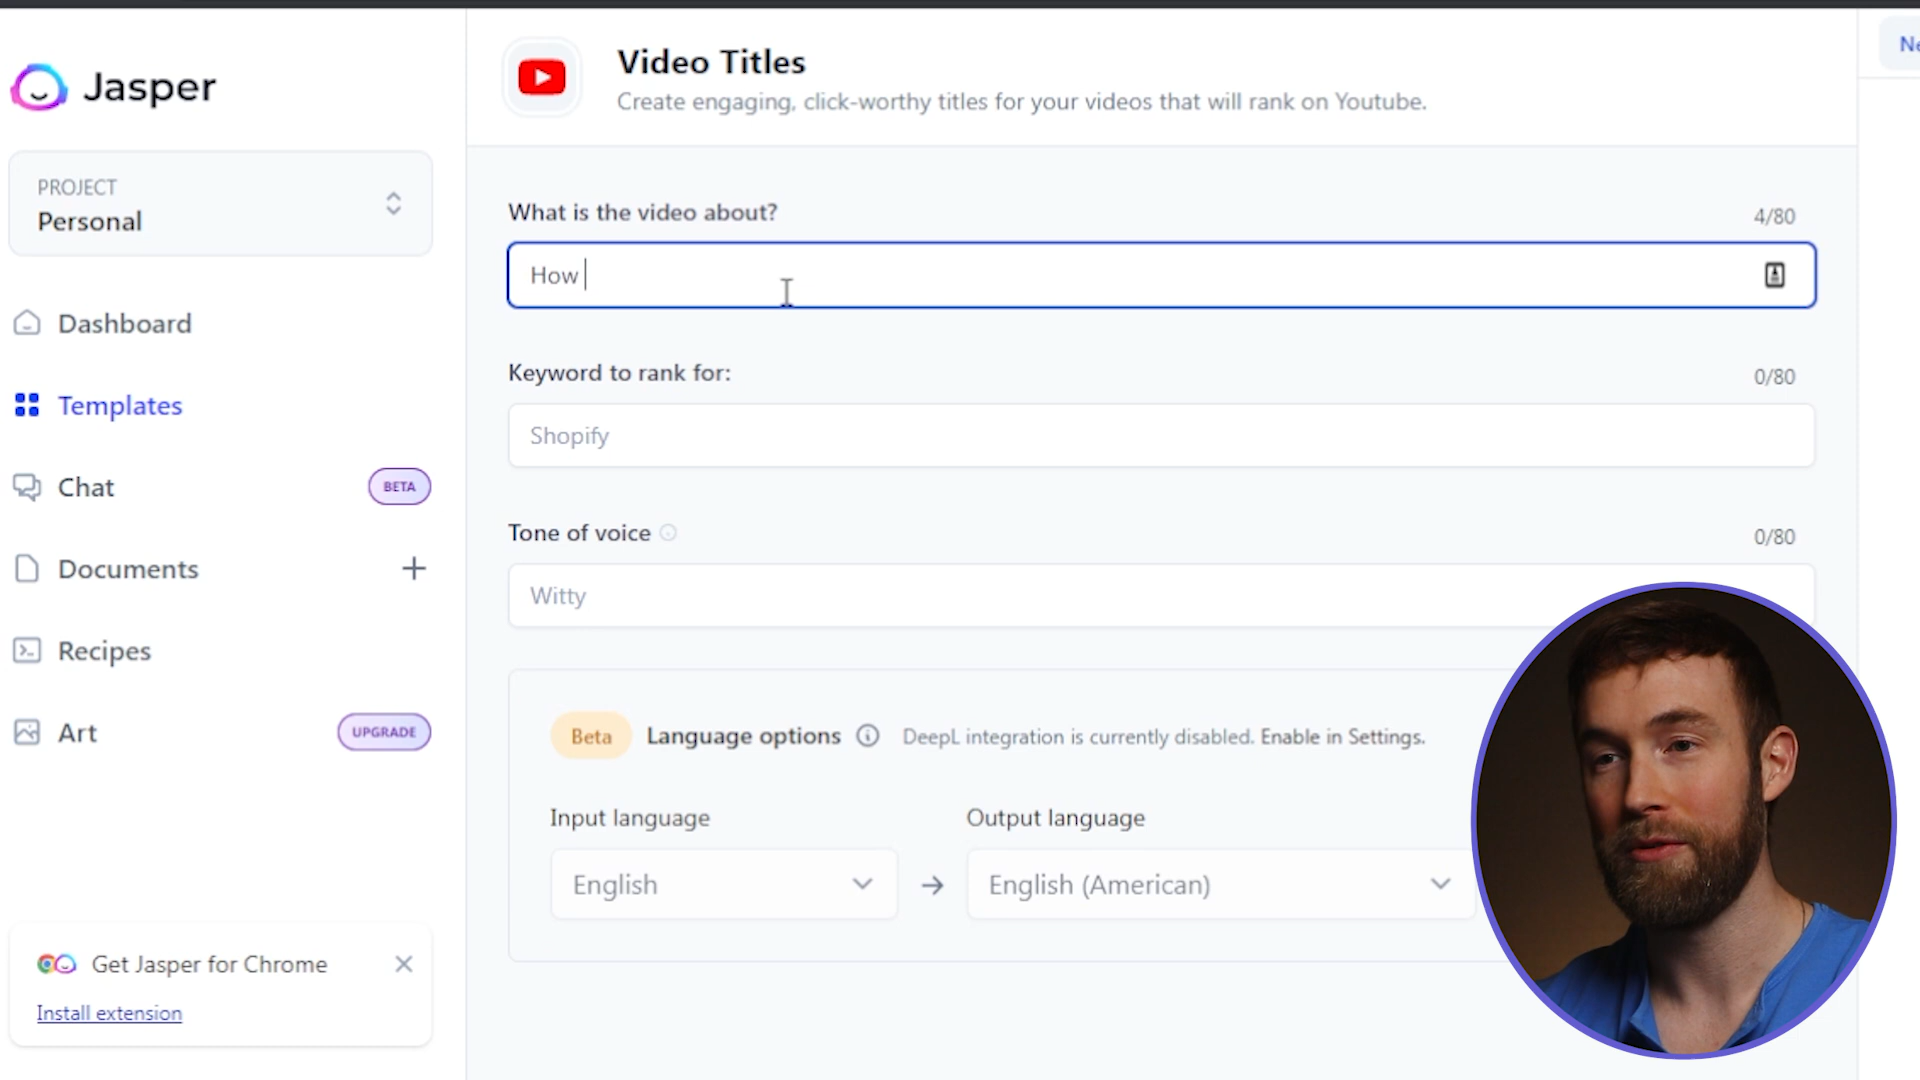 Jasper
PROJECT
Personal
Dashboard
Templates
Chat
BETA
Documents
Recipes
Art
UPGRADE
Get Jasper for Chrome
Install extension
Video Titles
Create engaging, click-worthy titles for your videos that will rank on Youtube.
What is the video about?
4/80
How
Keyword to rank for:
0/80
Shopify
Tone of voice
0/80
Witty
Beta
Language options
DeepL integration is currently disabled. Enable in Settings.
Input language
Output language
English
English (American)